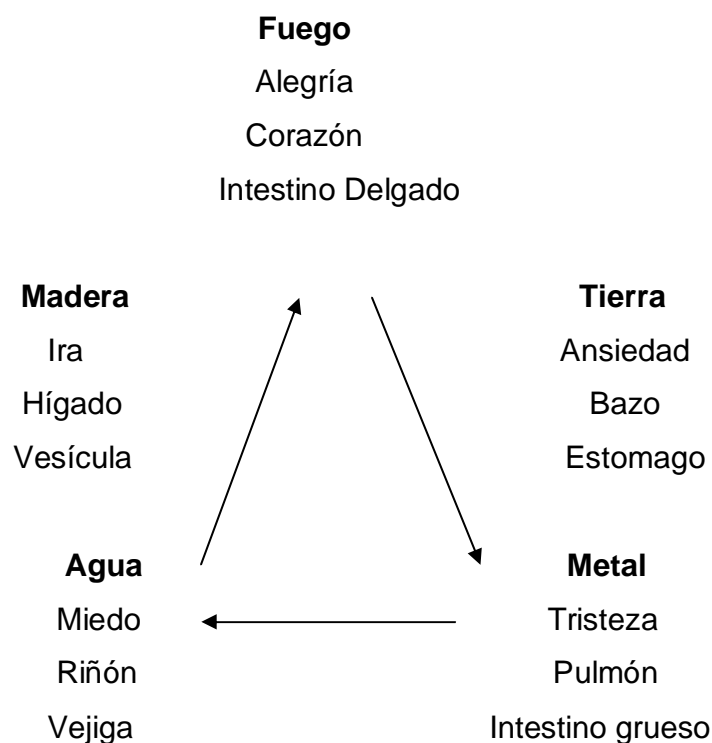 Fuego
Alegría
Corazón
Intestino Delgado
Madera
Ira
Hígado
Vesícula
Tierra
Ansiedad
Bazo
Estomago
Agua
Miedo
Riñón
Vejiga
Metal
Tristeza
Pulmón
Intestino grueso